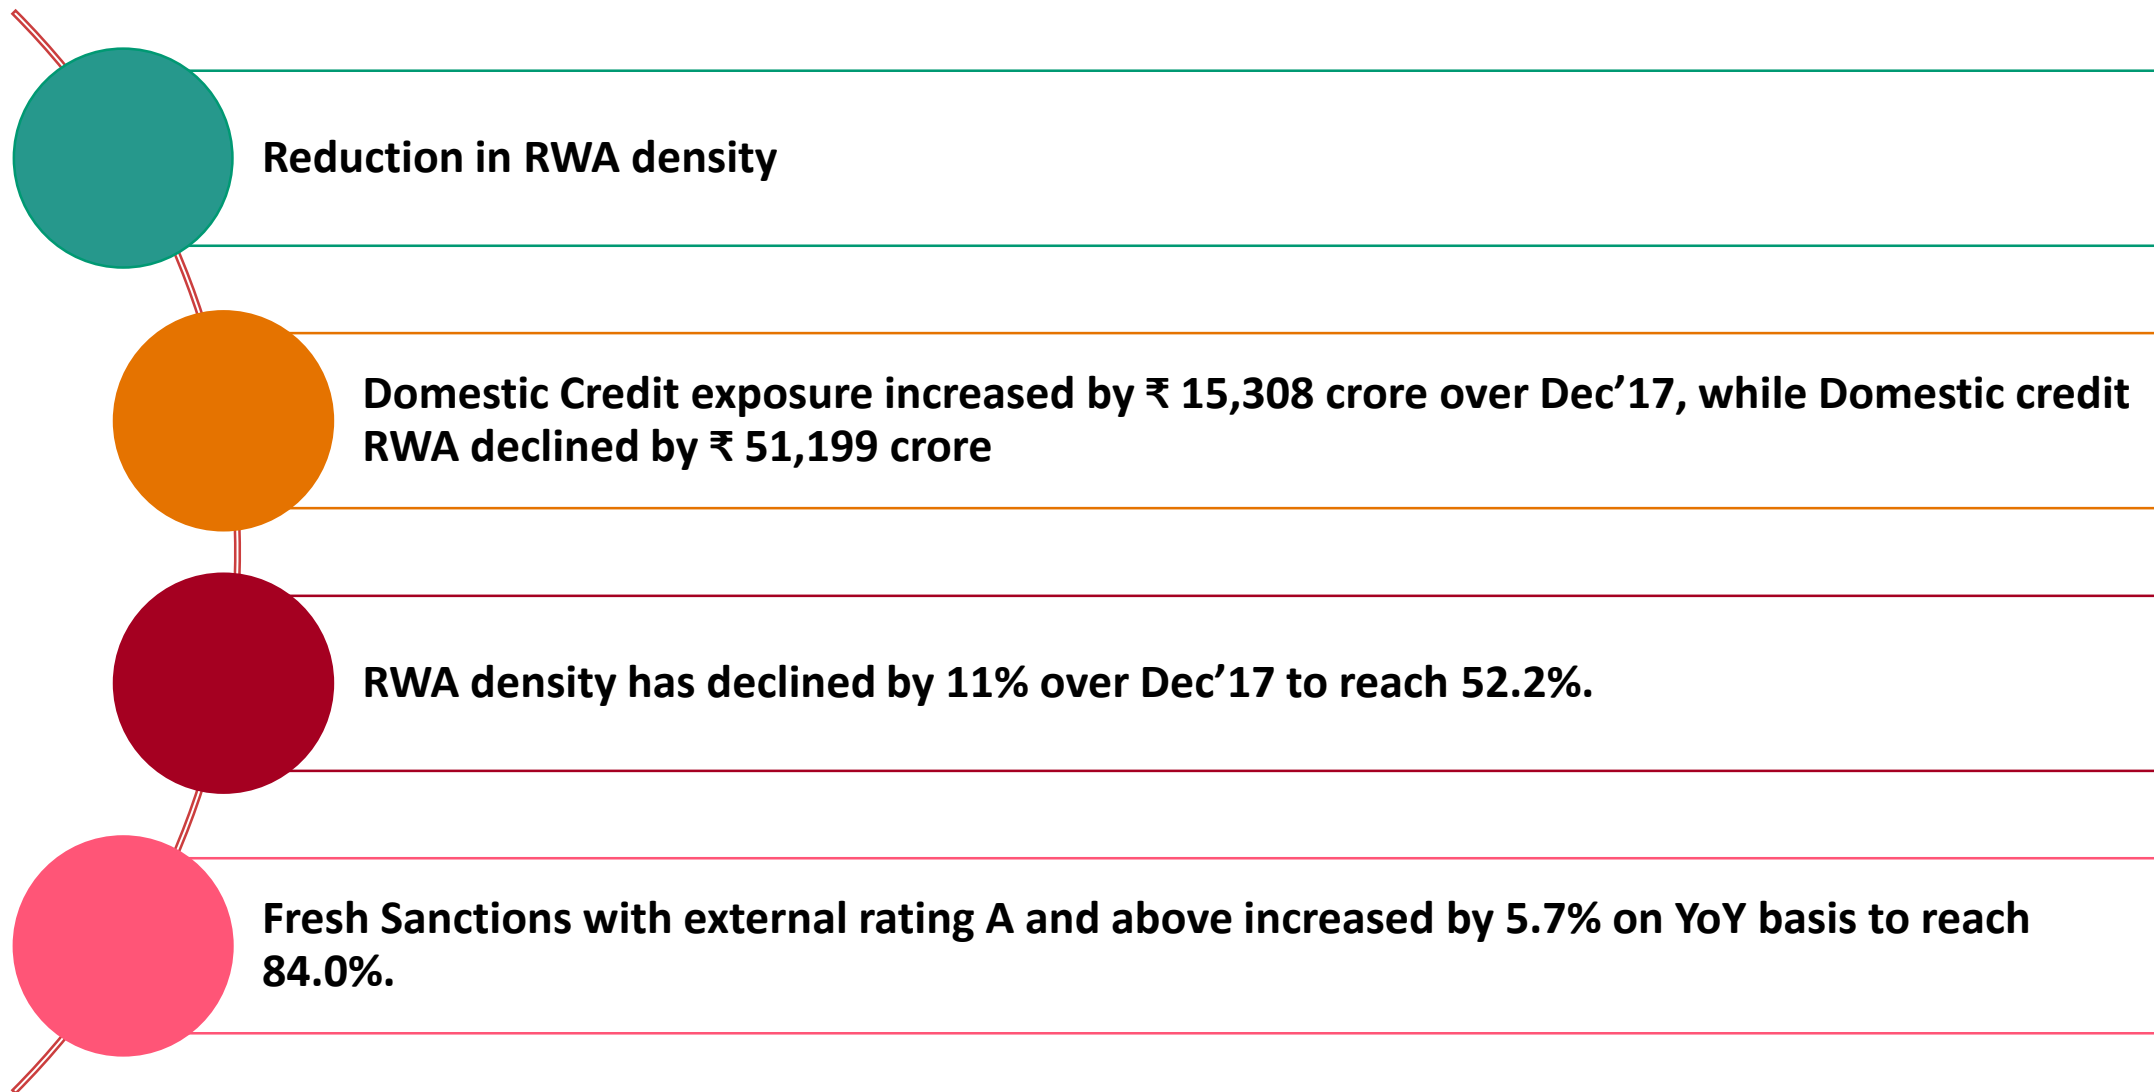 Reduction in RWA density
Domestic Credit exposure increased by ₹ 15,308 crore over Dec’17, while Domestic credit
RWA declined by ₹ 51,199 crore
RWA density has declined by 11% over Dec’17 to reach 52.2%.
Fresh Sanctions with external rating A and above increased by 5.7% on YoY basis to reach
84.0%.